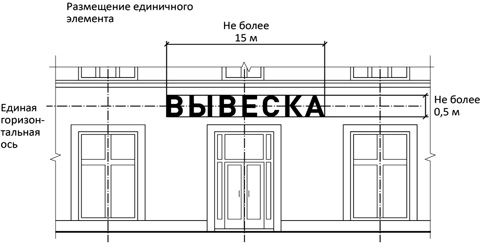 Размещение единичного
элемента
Не более
15 м
ВЫВЕСКА
Не более
0,5 м
Единая
горизон-
тальная
ось